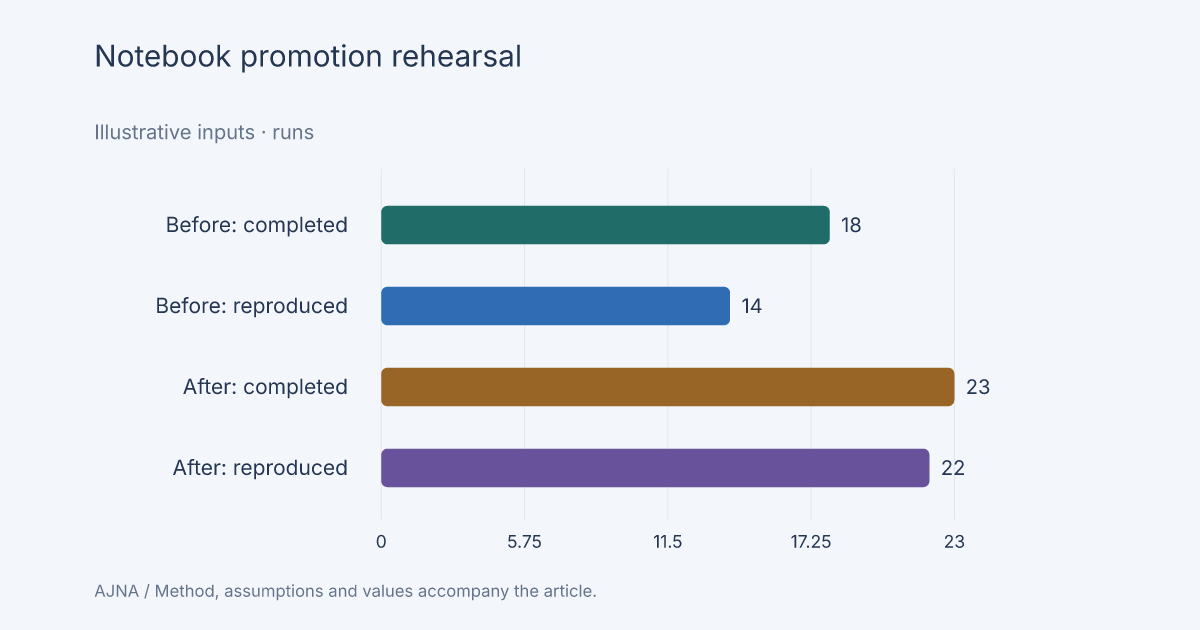 Notebook promotion rehearsal
Illustrative inputs · runs
Before: completed 18
Before: reproduced 14
After: completed 23
After: reproduced 22
0 5.75 11.5 17.25 23
AJNA / Method, assumptions and values accompany the article.